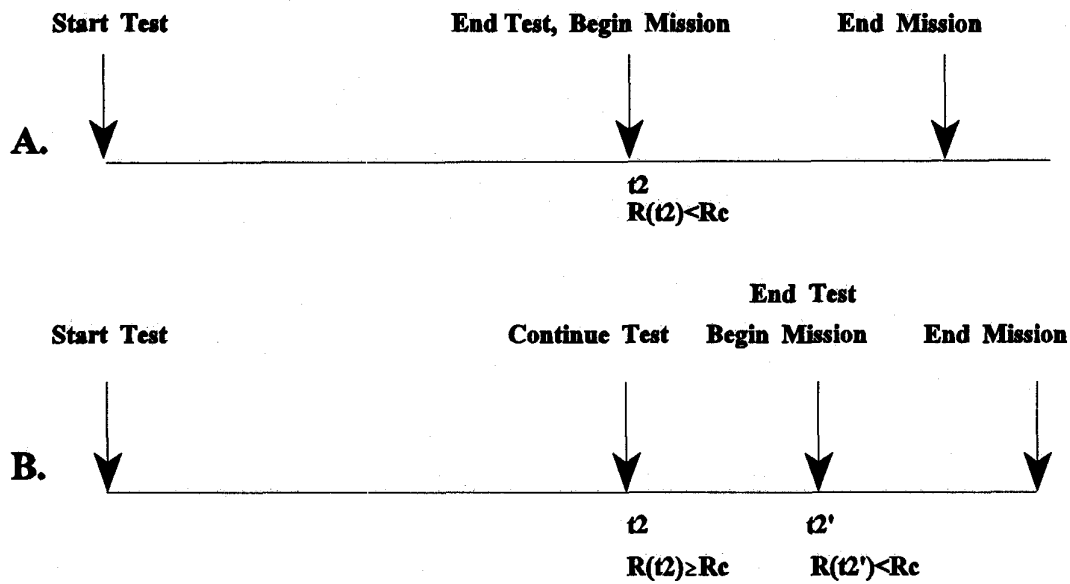 Start Test End Test, Begin Mission End Mission
A.
t2
R(t2)<Rc
End Test
Start Test Continue Test Begin Mission End Mission
B.
t2 t2'
R(t2)≥Rc R(t2')<Rc